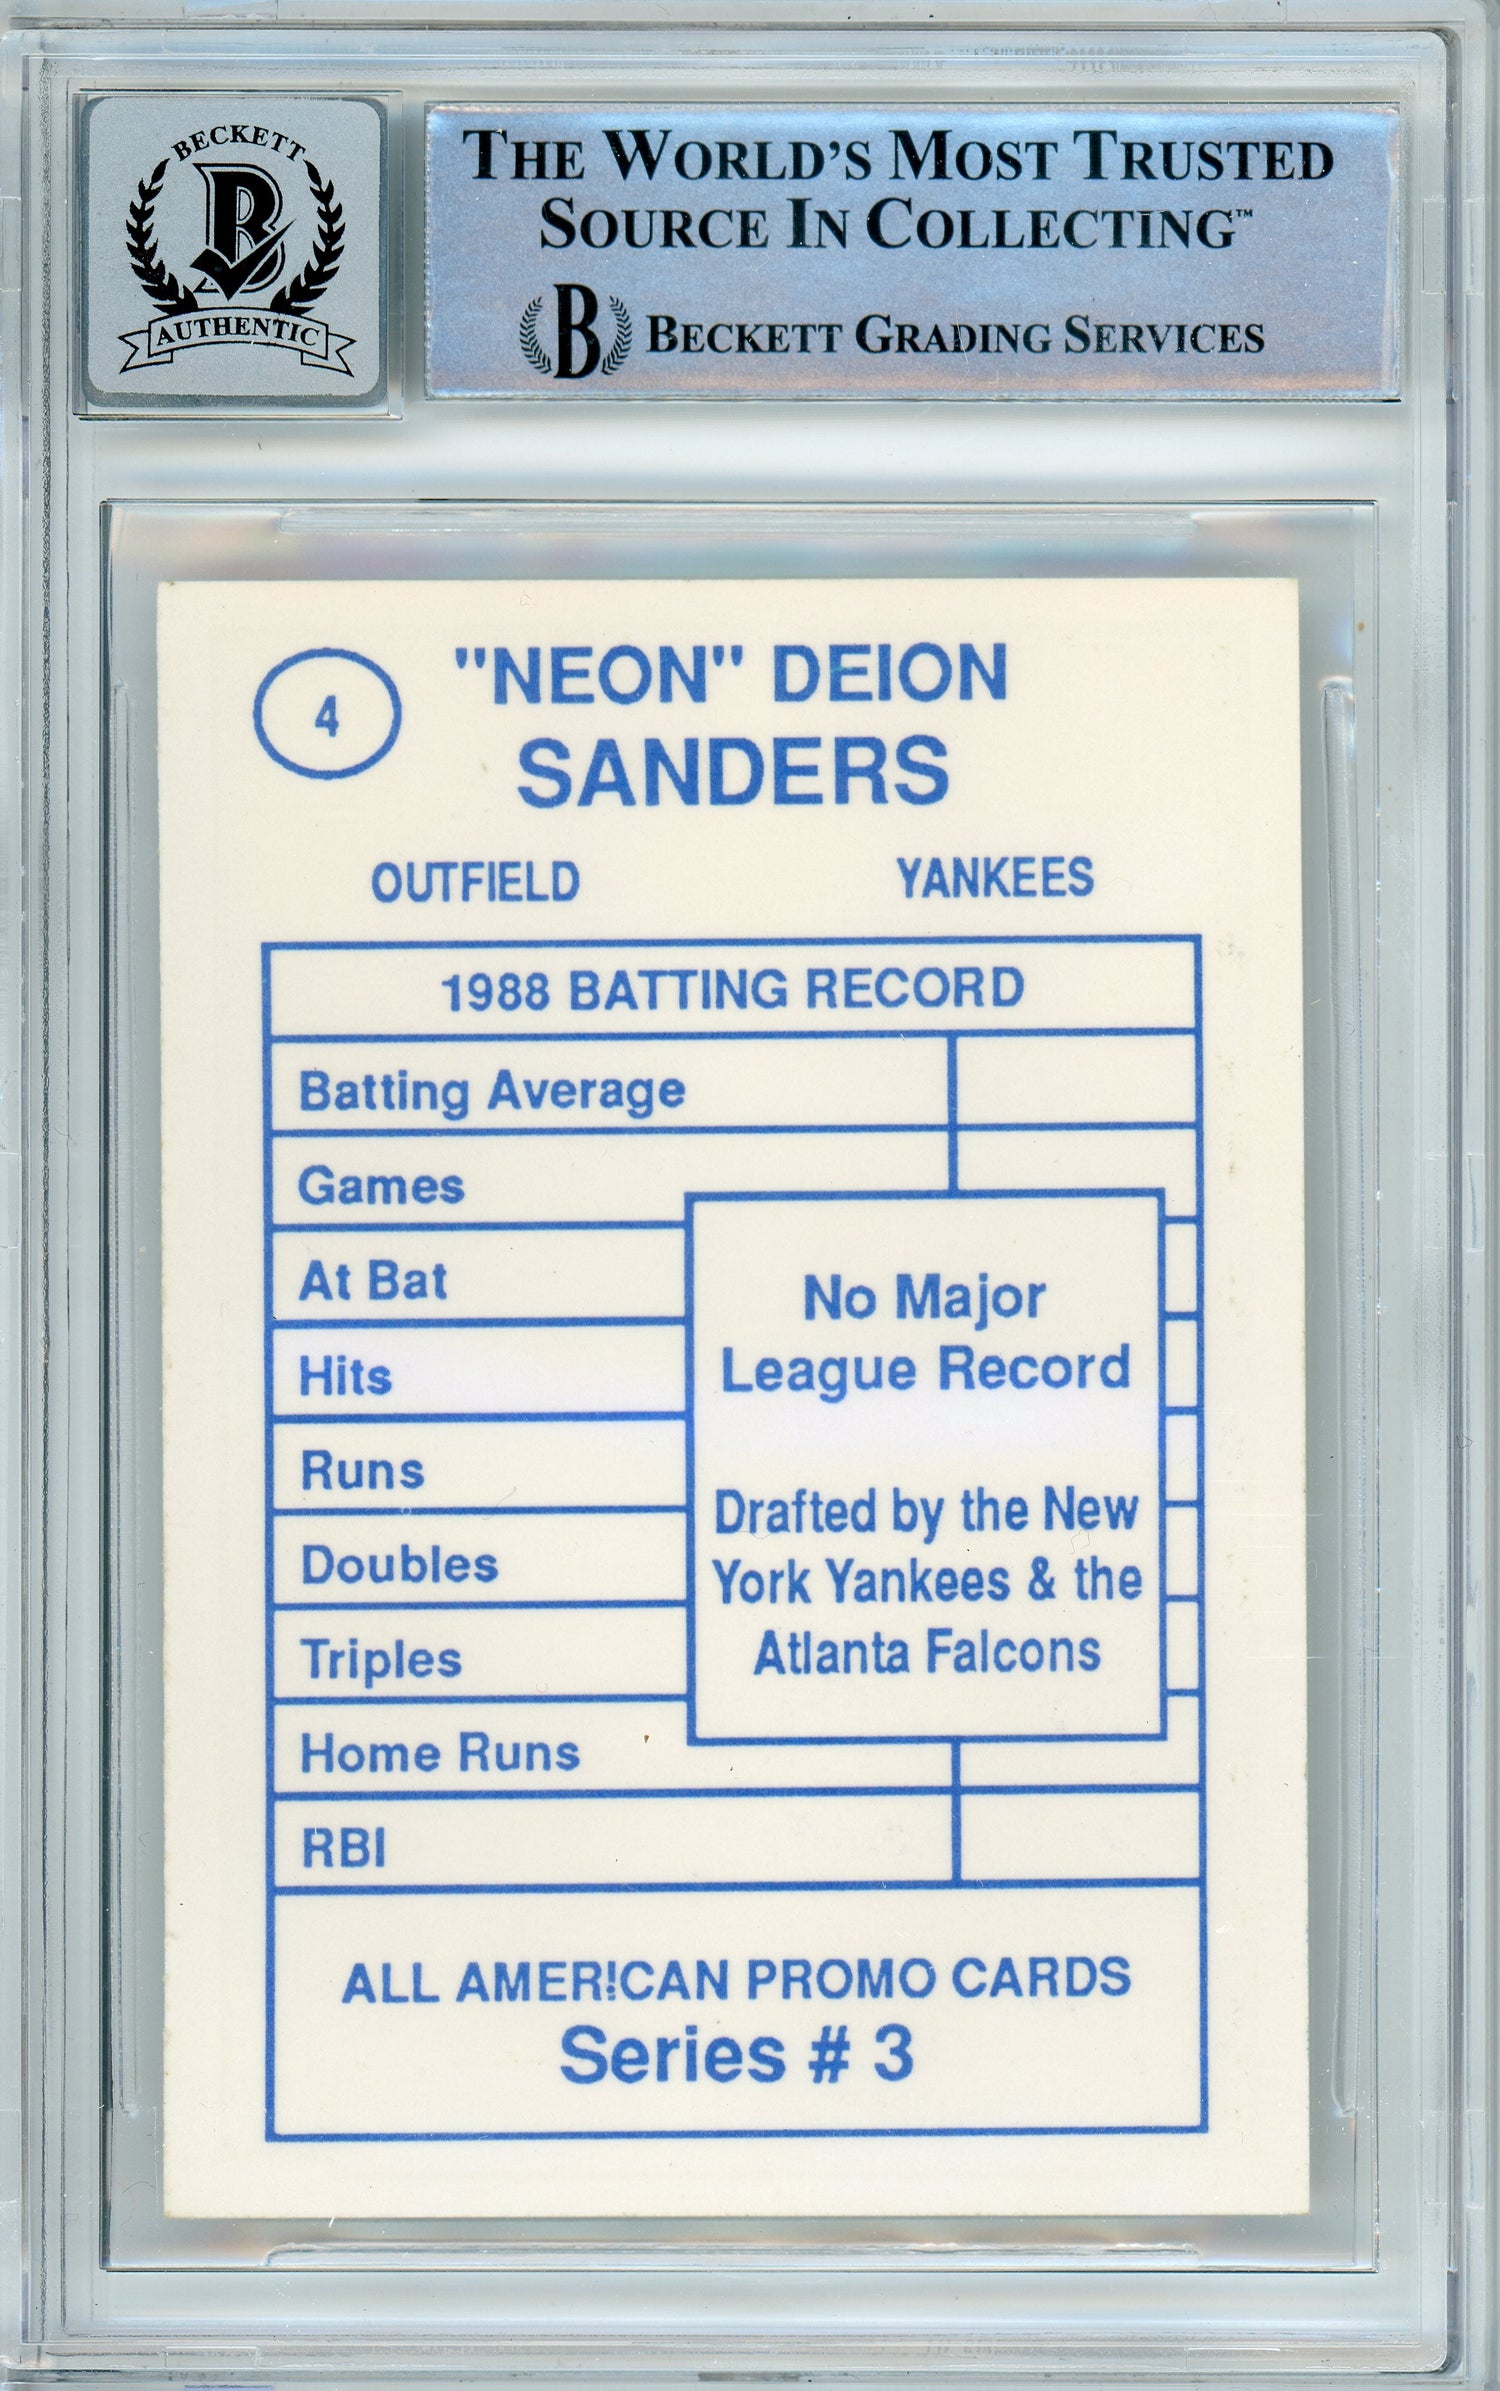 BECKETT
B
AUTHENTIC
THE WORLD'S MOST TRUSTED
SOURCE IN COLLECTING™
B BECKETT GRADING SERVICES
4
"NEON" DEION
SANDERS
OUTFIELD YANKEES
1988 BATTING RECORD
Batting Average
Games
At Bat
Hits
Runs
Doubles
Triples
Home Runs
RBI
No Major
League Record
Drafted by the New
York Yankees & the
Atlanta Falcons
ALL AMER!CAN PROMO CARDS
Series # 3